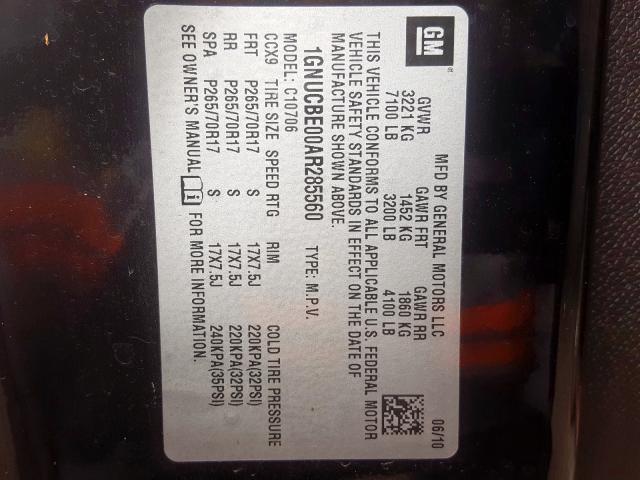 GM
MFD BY GENERAL MOTORS LLC 06/10
GVWR GAWR FRT GAWR RR
3221 KG 1452 KG 1860 KG
7100 LB 3200 LB 4100 LB
THIS VEHICLE CONFORMS TO ALL APPLICABLE U.S. FEDERAL MOTOR
VEHICLE SAFETY STANDARDS IN EFFECT ON THE DATE OF
MANUFACTURE SHOWN ABOVE.
1GNUCBE00AR285560 TYPE: M.P.V.
MODEL: C10706
CCX9 TIRE SIZE SPEED RTG RIM COLD TIRE PRESSURE
FRT P265/70R17 S 17X7.5J 220KPA(32PSI)
RR P265/70R17 S 17X7.5J 220KPA(32PSI)
SPA P265/70R17 S 17X7.5J 240KPA(35PSI)
SEE OWNER'S MANUAL FOR MORE INFORMATION.